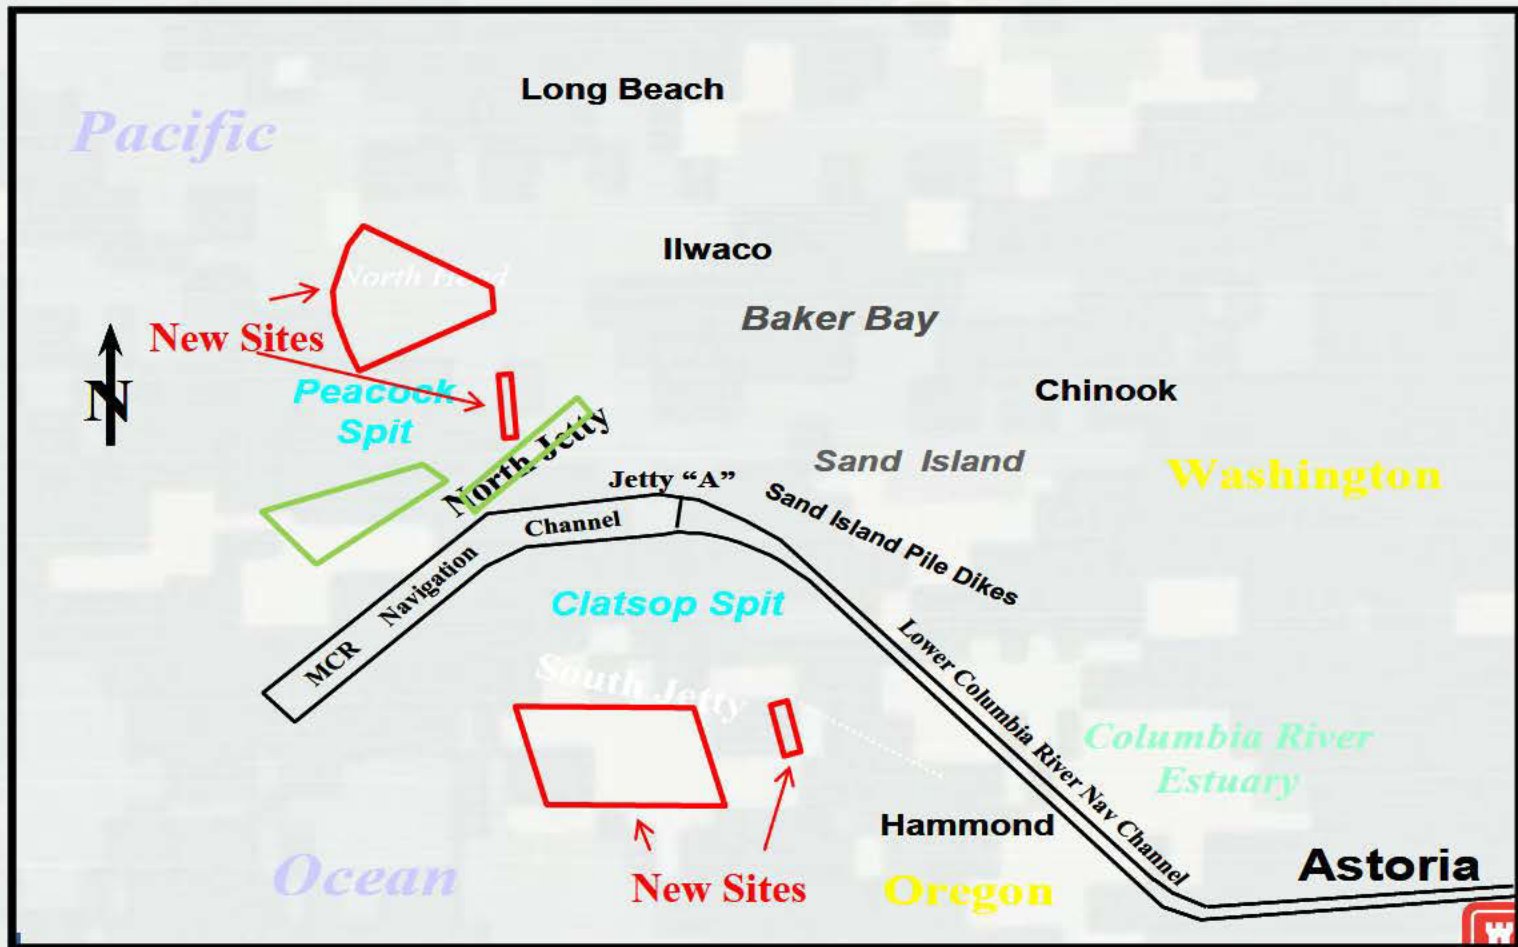 Long Beach
Pacific
Ilwaco
North Head
Baker Bay
New Sites
N
Peacock
Spit
Chinook
North Jetty
Sand Island
Washington
Jetty “A”
Sand Island Pile Dikes
Channel
Navigation
MCR
Clatsop Spit
South Jetty
Lower Columbia River Nav Channel
Columbia River
Estuary
Hammond
Astoria
Ocean
New Sites
Oregon